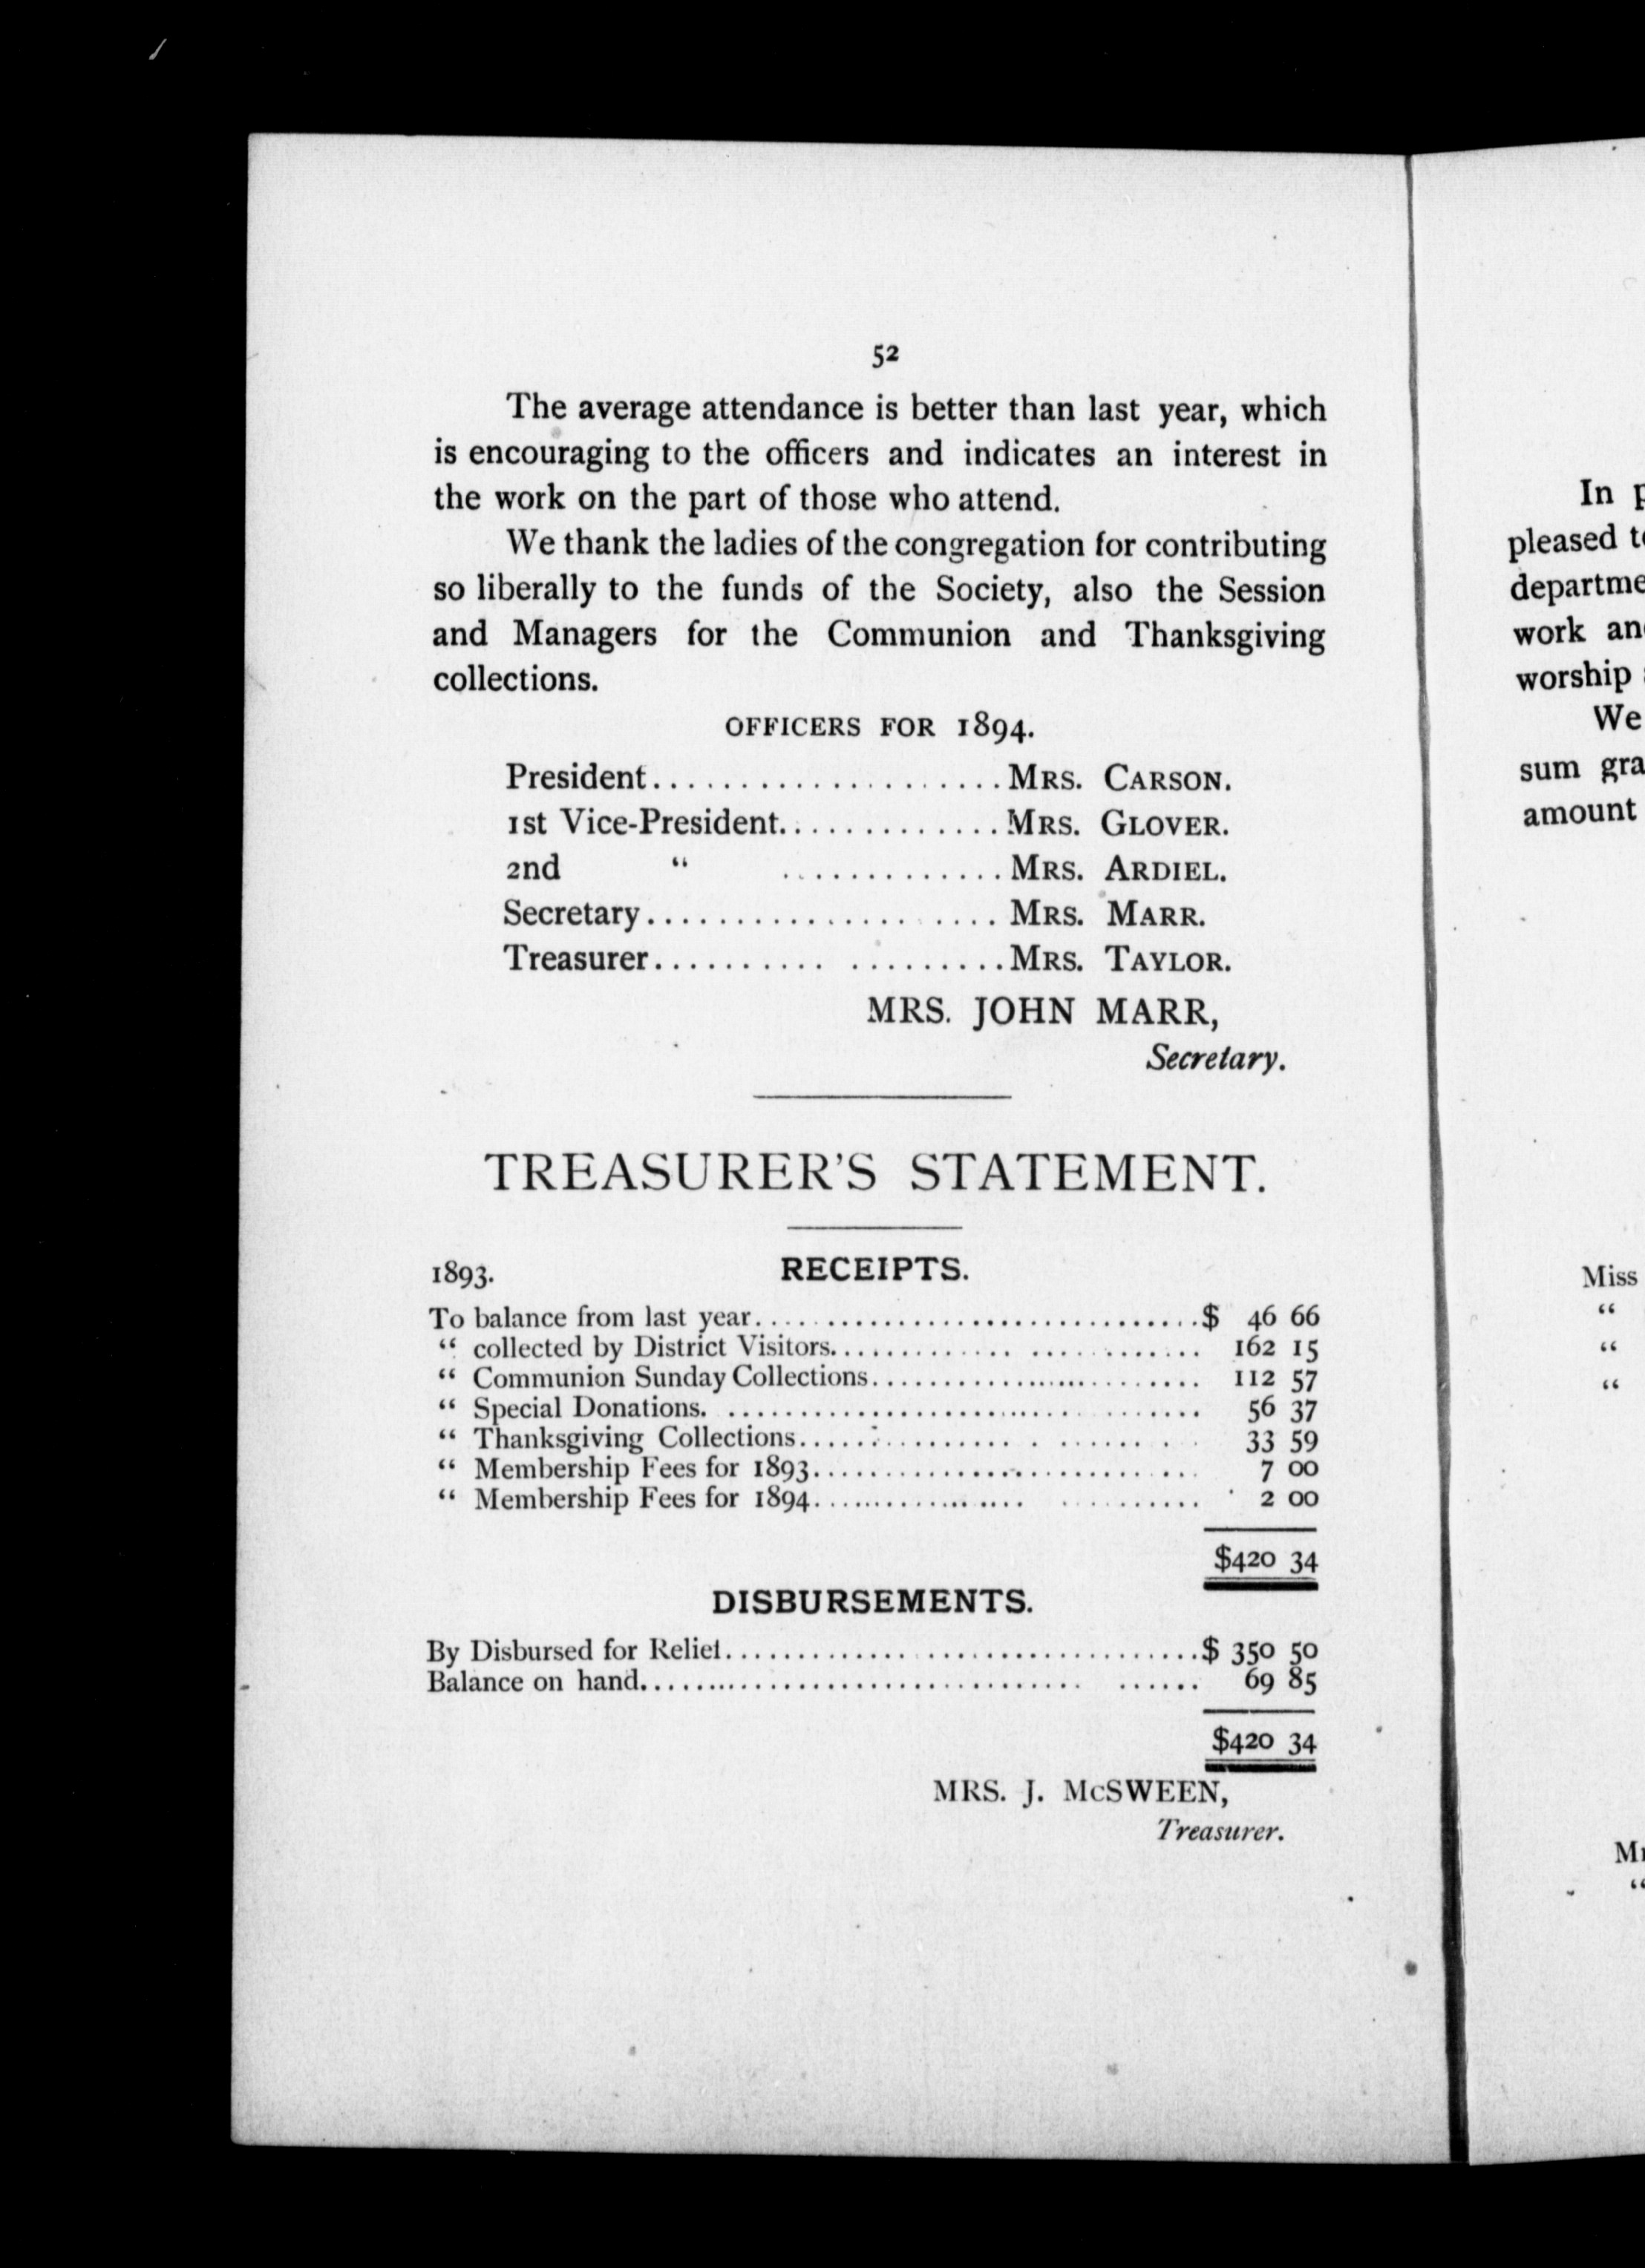 52
The average attendance is better than last year, which
is encouraging to the officers and indicates an interest in
the work on the part of those who attend.
We thank the ladies of the congregation for contributing
so liberally to the funds of the Society, also the Session
and Managers for the Communion and Thanksgiving
collections.
OFFICERS FOR 1894.
President....................MRS. CARSON.
1st Vice-President.............MRS. GLOVER.
2nd “ .............MRS. ARDIEL.
Secretary....................MRS. MARR.
Treasurer.......... .........MRS. TAYLOR.
MRS. JOHN MARR,
Secretary.
TREASURER'S STATEMENT.
1893. RECEIPTS.
To balance from last year................................$ 46 66
“ collected by District Visitors............. ............ 162 15
“ Communion Sunday Collections........................ 112 57
“ Special Donations. .................................. 56 37
“ Thanksgiving Collections................. . ....... . . 33 59
“ Membership Fees for 1893............................ 7 00
“ Membership Fees for 1894............... .......... 2 00
$420 34
DISBURSEMENTS.
By Disbursed for Relief..................................$ 350 50
Balance on hand............................... ...... 69 85
$420 34
MRS. J. McSWEEN,
Treasurer.
In
pleased
departme
work an
worship
We
sum gra
amount
Miss
“
“
“
“